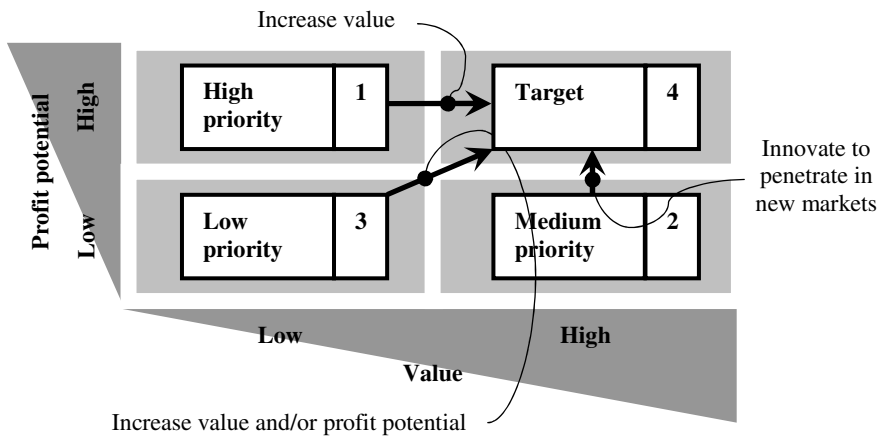 Increase value
High
priority
1
Target
4
Innovate to
penetrate in
new markets
Profit potential
High
Low
Low
priority
3
Medium
priority
2
Low
High
Value
Increase value and/or profit potential